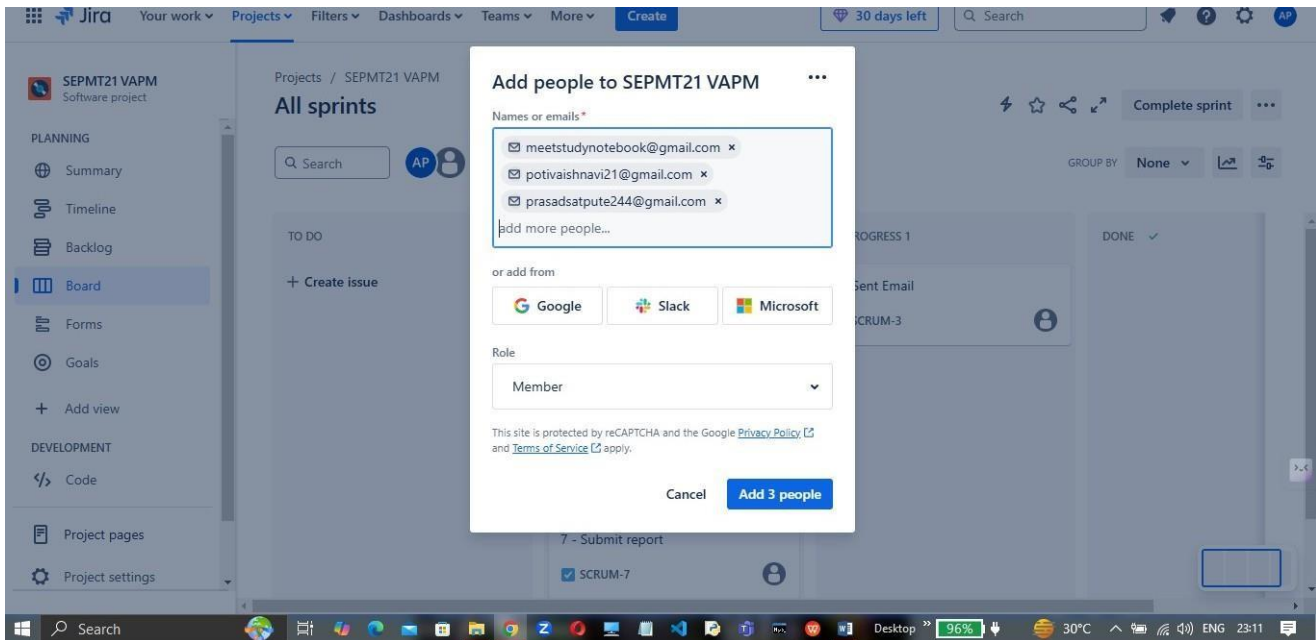 Jira Your work Projects Filters Dashboards Teams More Create 30 days left Search AP
SEPMT21 VAPM
Software project
PLANNING
Summary
Timeline
Backlog
Board
Forms
Goals
+ Add view
DEVELOPMENT
</> Code
Project pages
Project settings
Projects / SEPMT21 VAPM
All sprints
Complete sprint
Search AP
GROUP BY None
TO DO
+ Create issue
7 - Submit report
SCRUM-7
ROGRESS 1
Sent Email
SCRUM-3
DONE
Add people to SEPMT21 VAPM
Names or emails*
meetstudynotebook@gmail.com ×
potivaishnavi21@gmail.com ×
prasadsatpute244@gmail.com ×
add more people...
or add from
Google Slack Microsoft
Role
Member
This site is protected by reCAPTCHA and the Google Privacy Policy
and Terms of Service apply.
Cancel Add 3 people
Search Desktop 96% 30°C ENG 23:11